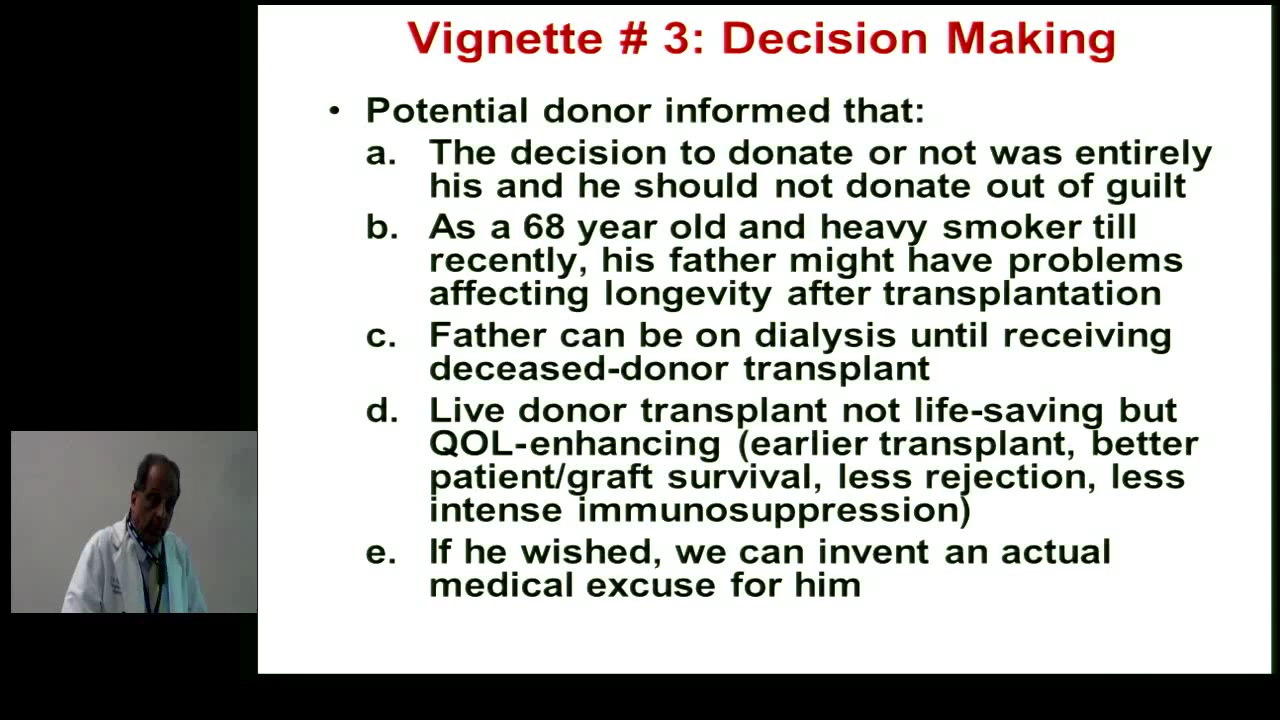 Vignette # 3: Decision Making
• Potential donor informed that:
a. The decision to donate or not was entirely
his and he should not donate out of guilt
b. As a 68 year old and heavy smoker till
recently, his father might have problems
affecting longevity after transplantation
c. Father can be on dialysis until receiving
deceased-donor transplant
d. Live donor transplant not life-saving but
QOL-enhancing (earlier transplant, better
patient/graft survival, less rejection, less
intense immunosuppression)
e. If he wished, we can invent an actual
medical excuse for him